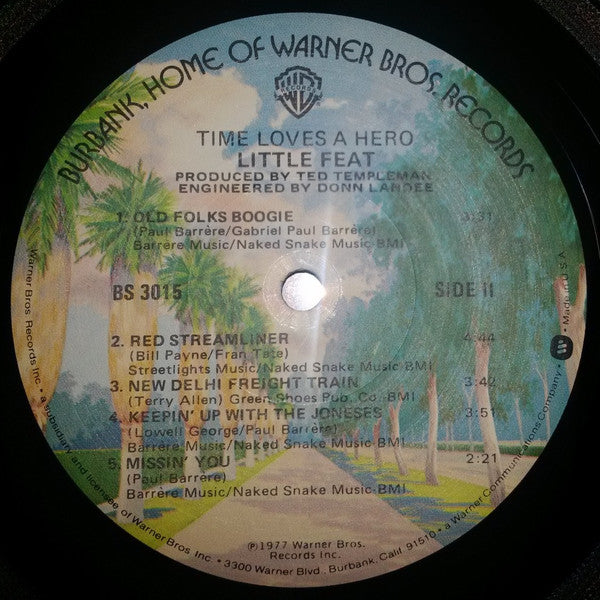 BURBANK, HOME OF WARNER BROS. RECORDS
RECORDS
TIME LOVES A HERO
LITTLE FEAT
PRODUCED BY TED TEMPLEMAN
ENGINEERED BY DONN LANDEE
1. OLD FOLKS BOOGIE 3:31
(Paul Barrère/Gabriel Paul Barrère)
Barrère Music/Naked Snake Music-BMI
BS 3015 SIDE II
2. RED STREAMLINER 4:44
(Bill Payne/Fran Tate)
Streetlights Music/Naked Snake Music-BMI
3. NEW DELHI FREIGHT TRAIN 3:42
(Terry Allen) Green Shoes Pub. Co.-BMI
4. KEEPIN' UP WITH THE JONESES 3:51
(Lowell George/Paul Barrère)
Barrère Music/Naked Snake Music-BMI
5. MISSIN' YOU 2:21
(Paul Barrère)
Barrère Music/Naked Snake Music-BMI
℗1977 Warner Bros.
Records Inc.
Warner Bros. Records Inc. • a subsidiary and licensee of Warner Bros. Inc. • 3300 Warner Blvd., Burbank, Calif. 91510 • a Warner Communications Company • Made in U.S.A.